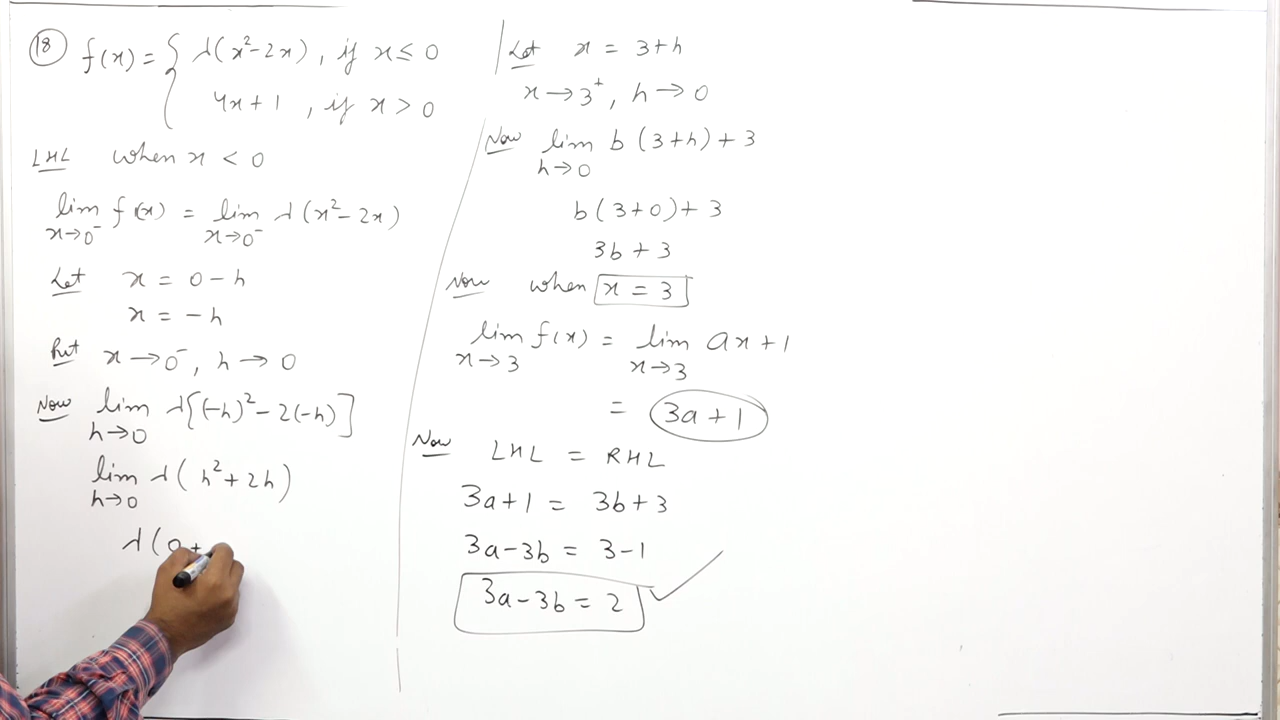 18 f(x) = { λ(x²-2x), if x ≤ 0
4x+1, if x > 0
LHL when x < 0
lim x→0⁻ f(x) = lim x→0⁻ λ(x²-2x)
Let x = 0-h
x = -h
But x→0⁻, h→0
Now lim h→0 λ[(-h)²-2(-h)]
lim h→0 λ(h²+2h)
λ(0+
Let x = 3+h
x→3⁺, h→0
Now lim h→0 b(3+h)+3
b(3+0)+3
3b+3
Now when x = 3
lim x→3 f(x) = lim x→3 ax+1
= 3a+1
Now LHL = RHL
3a+1 = 3b+3
3a-3b = 3-1
3a-3b = 2